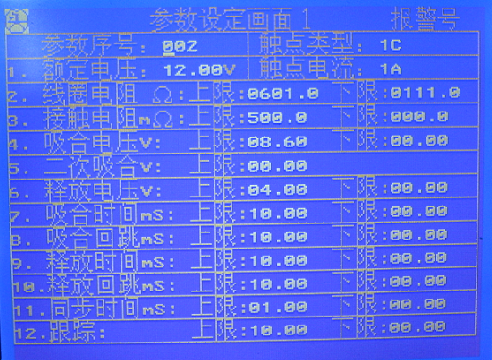 参数设定画面 1 报警号
参数序号: 002 触点类型: 1C
1. 额定电压: 12.00V 触点电流: 1A
2. 线圈电阻 Ω: 上限:0601.0 下限:0111.0
3. 接触电阻mΩ: 上限:500.0 下限:000.0
4. 吸合电压V: 上限:08.60 下限:00.00
5. 二次吸合V: 上限:00.00
6. 释放电压V: 上限:04.00 下限:00.00
7. 吸合时间mS: 上限:10.00 下限:00.00
8. 吸合回跳mS: 上限:10.00 下限:00.00
9. 释放时间mS: 上限:10.00 下限:00.00
10. 释放回跳mS: 上限:10.00 下限:00.00
11. 同步时间mS: 上限:01.00 下限:00.00
12. 跟踪: 上限:10.00 下限:00.00